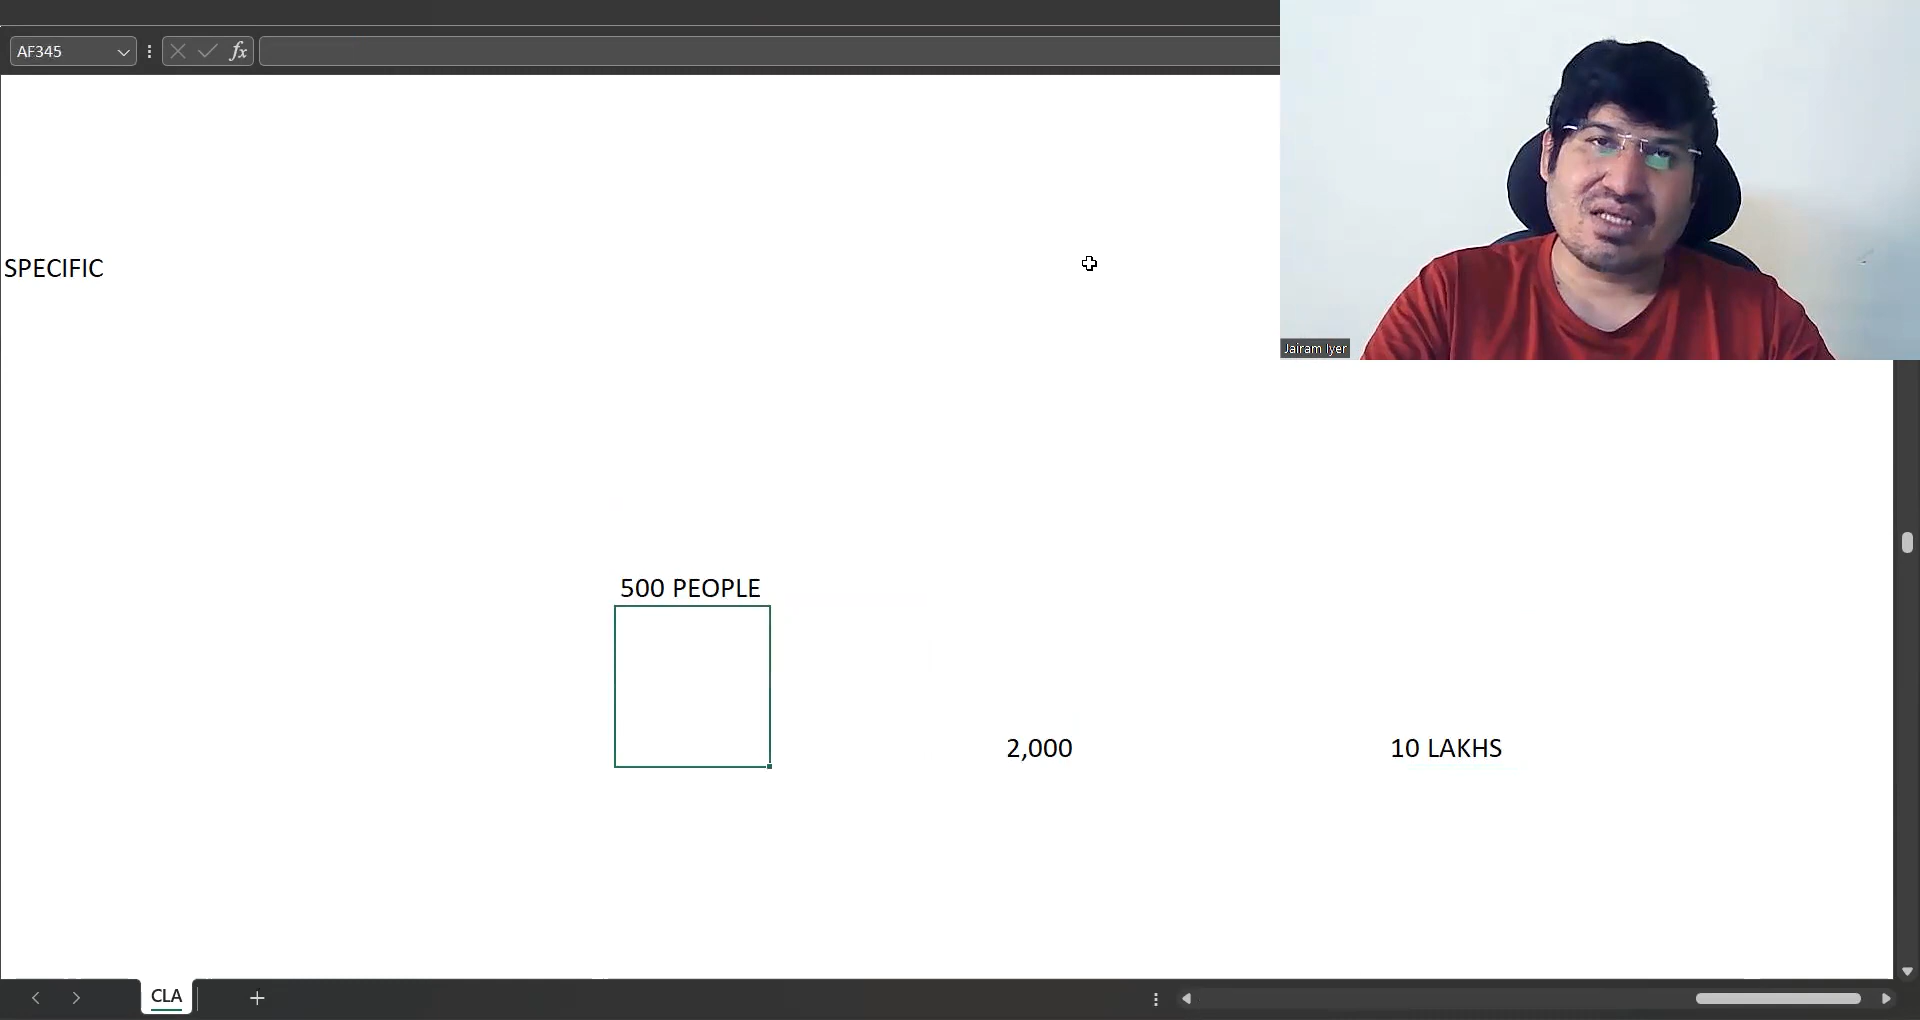 AF345
fx
Jairam Iyer
SPECIFIC
500 PEOPLE
2,000
10 LAKHS
CLA